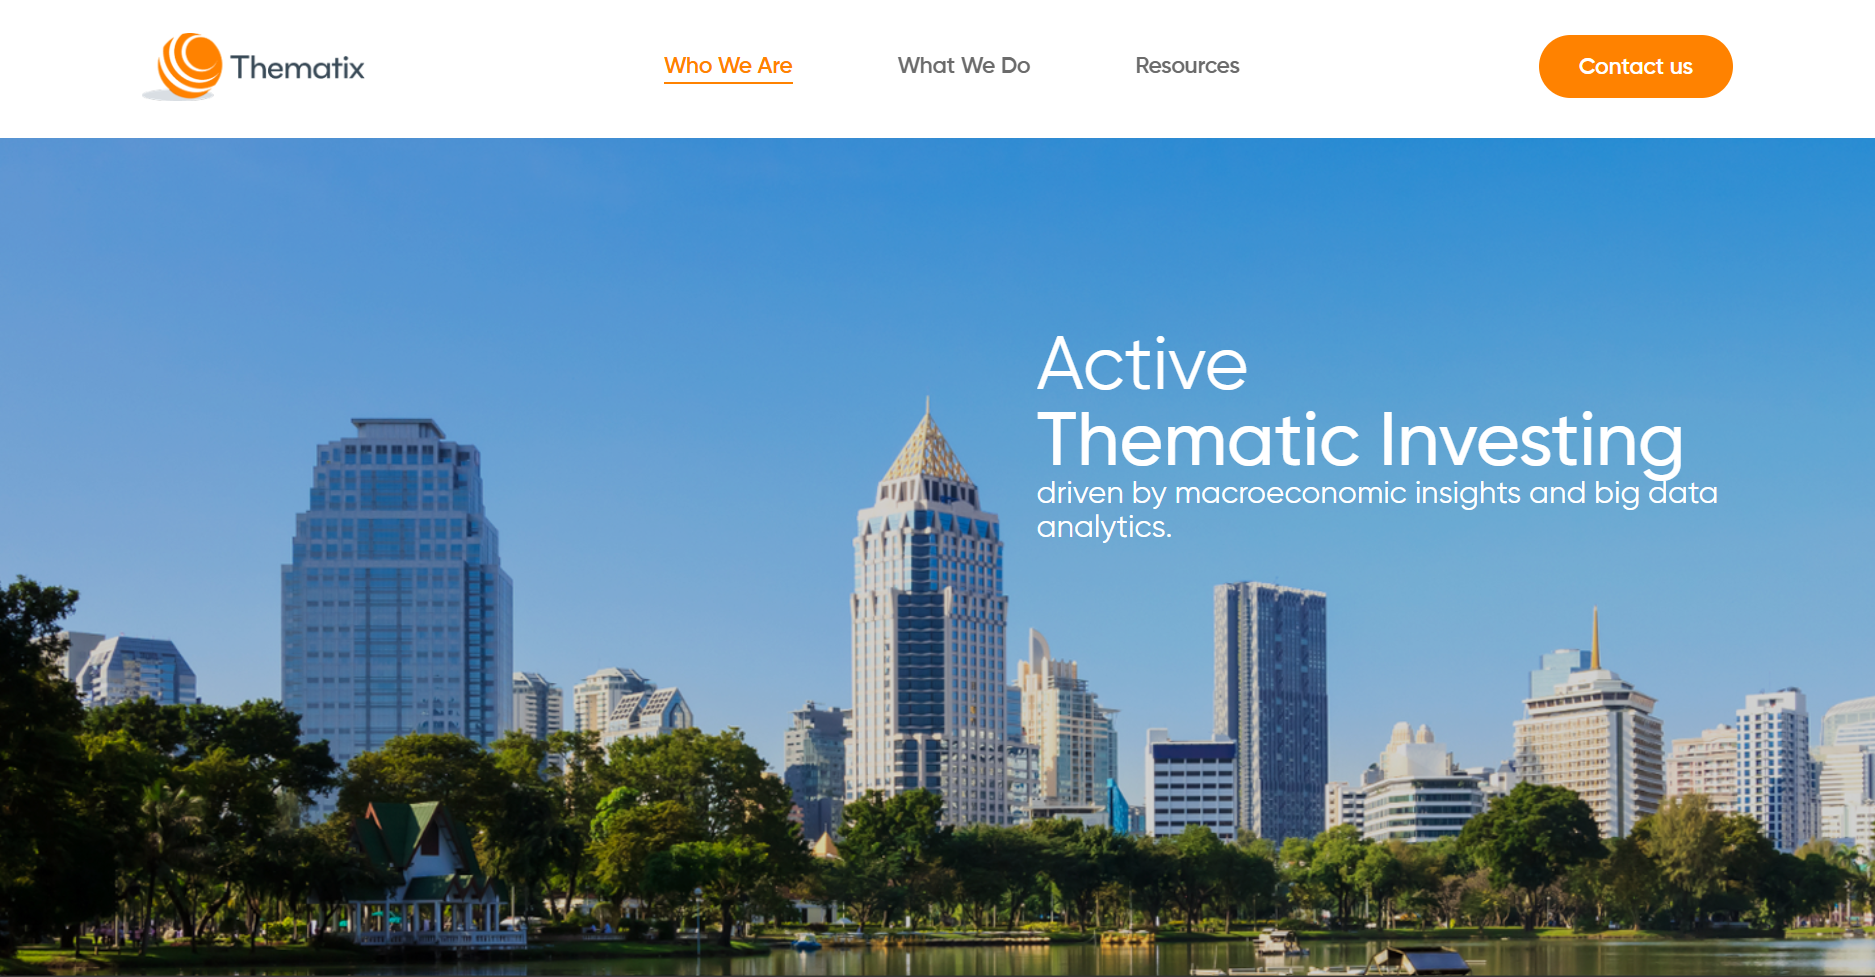 Thematix
Who We Are
What We Do
Resources
Contact us
Active
Thematic Investing
driven by macroeconomic insights and big data
analytics.